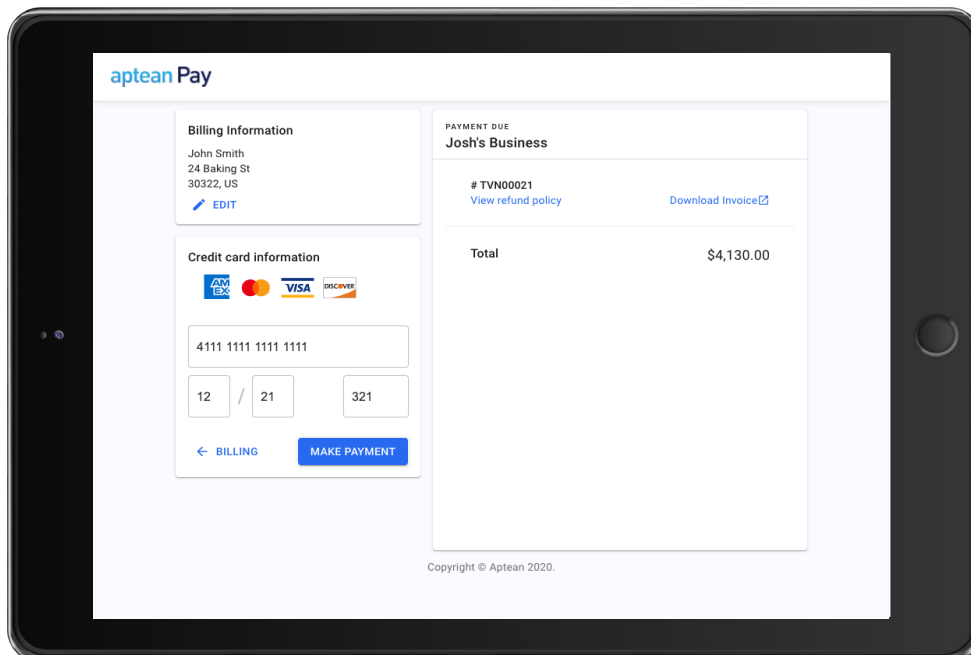 aptean Pay
Billing Information
John Smith
24 Baking St
30322, US
EDIT
Credit card information
AM
EX
VISA
DISCOVER
4111 1111 1111 1111
12 / 21 321
BILLING
MAKE PAYMENT
PAYMENT DUE
Josh's Business
# TVN00021
View refund policy
Download Invoice
Total
$4,130.00
Copyright © Aptean 2020.